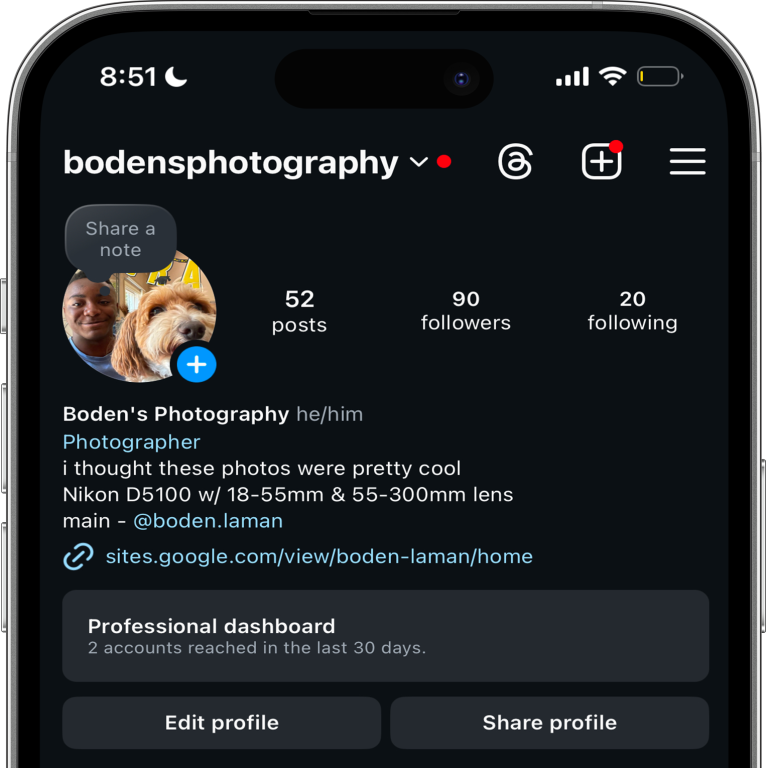 8:51
bodensphotography
Share a
note
52
posts
90
followers
20
following
Boden's Photography he/him
Photographer
i thought these photos were pretty cool
Nikon D5100 w/ 18-55mm & 55-300mm lens
main - @boden.laman
sites.google.com/view/boden-laman/home
Professional dashboard
2 accounts reached in the last 30 days.
Edit profile
Share profile